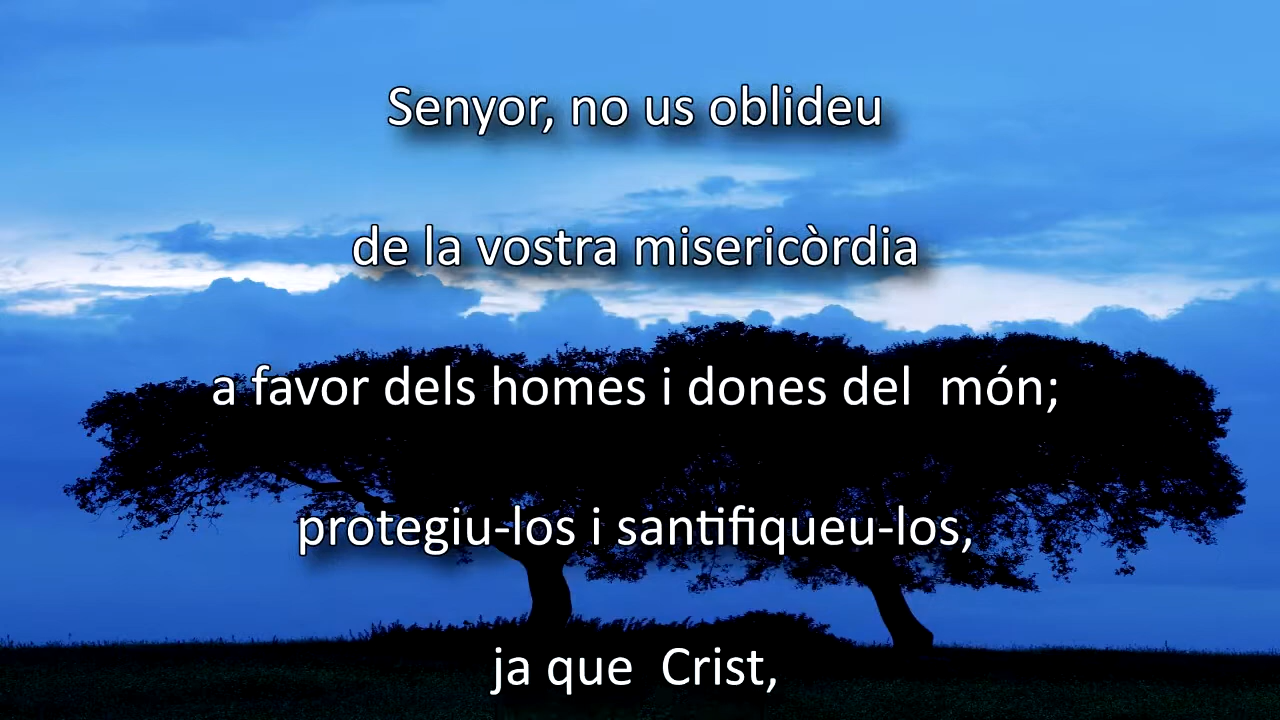 Senyor, no us oblideu
de la vostra misericòrdia
a favor dels homes i dones del  món;
protegiu-los i santifiqueu-los,
ja que  Crist,